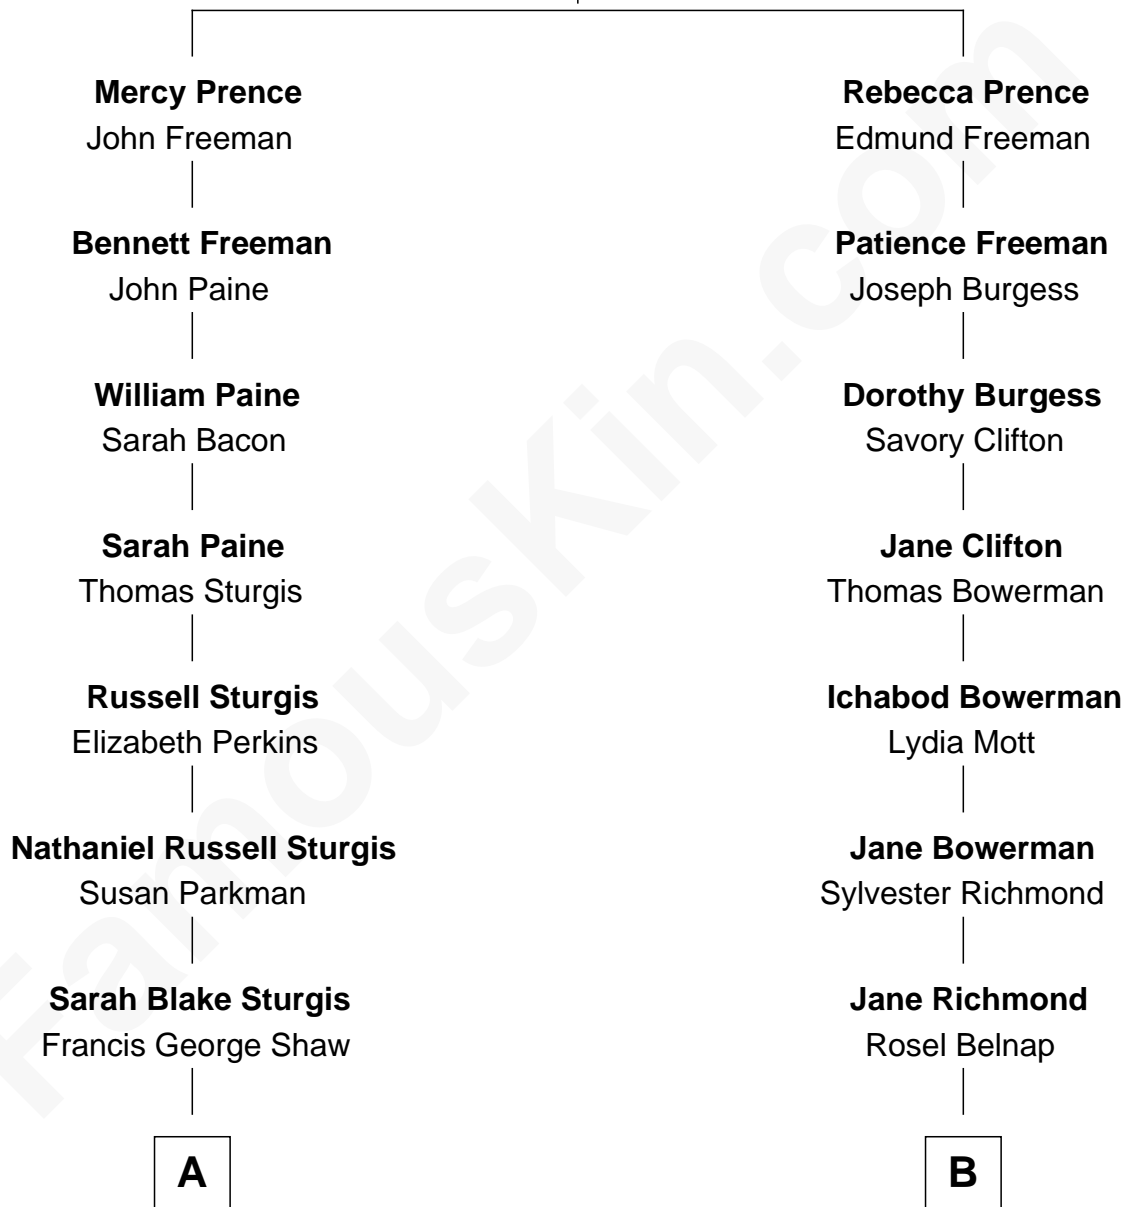 Mercy Prence
John Freeman
Bennett Freeman
John Paine
William Paine
Sarah Bacon
Sarah Paine
Thomas Sturgis
Russell Sturgis
Elizabeth Perkins
Nathaniel Russell Sturgis
Susan Parkman
Sarah Blake Sturgis
Francis George Shaw
A
Rebecca Prence
Edmund Freeman
Patience Freeman
Joseph Burgess
Dorothy Burgess
Savory Clifton
Jane Clifton
Thomas Bowerman
Ichabod Bowerman
Lydia Mott
Jane Bowerman
Sylvester Richmond
Jane Richmond
Rosel Belnap
B
FamousKin.com